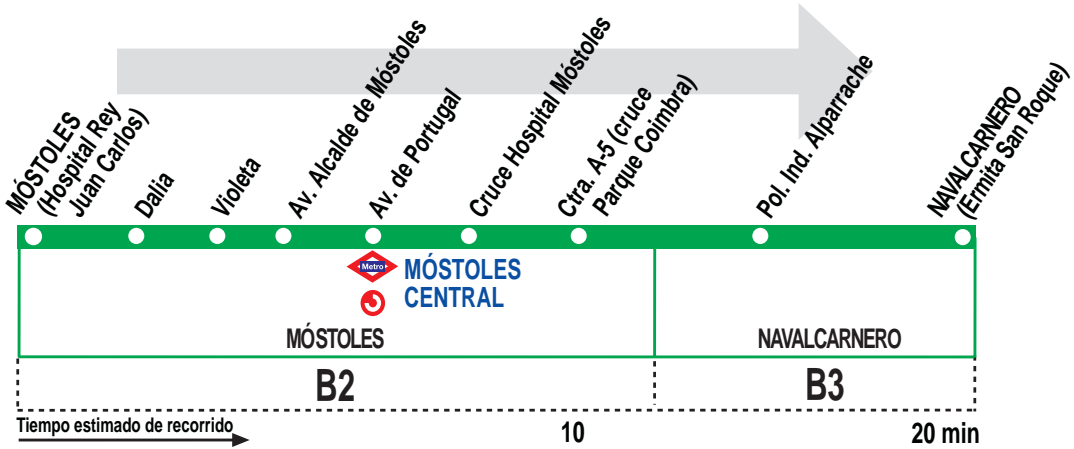 MÓSTOLES
(Hospital Rey
Juan Carlos)
Dalia
Violeta
Av. Alcalde de Móstoles
Av. de Portugal
Cruce Hospital Móstoles
Ctra. A-5 (cruce
Parque Coimbra)
Pol. Ind. Alparrache
NAVALCARNERO
(Ermita San Roque)
Metro
MÓSTOLES
CENTRAL
MÓSTOLES
NAVALCARNERO
B2
B3
Tiempo estimado de recorrido
10
20 min